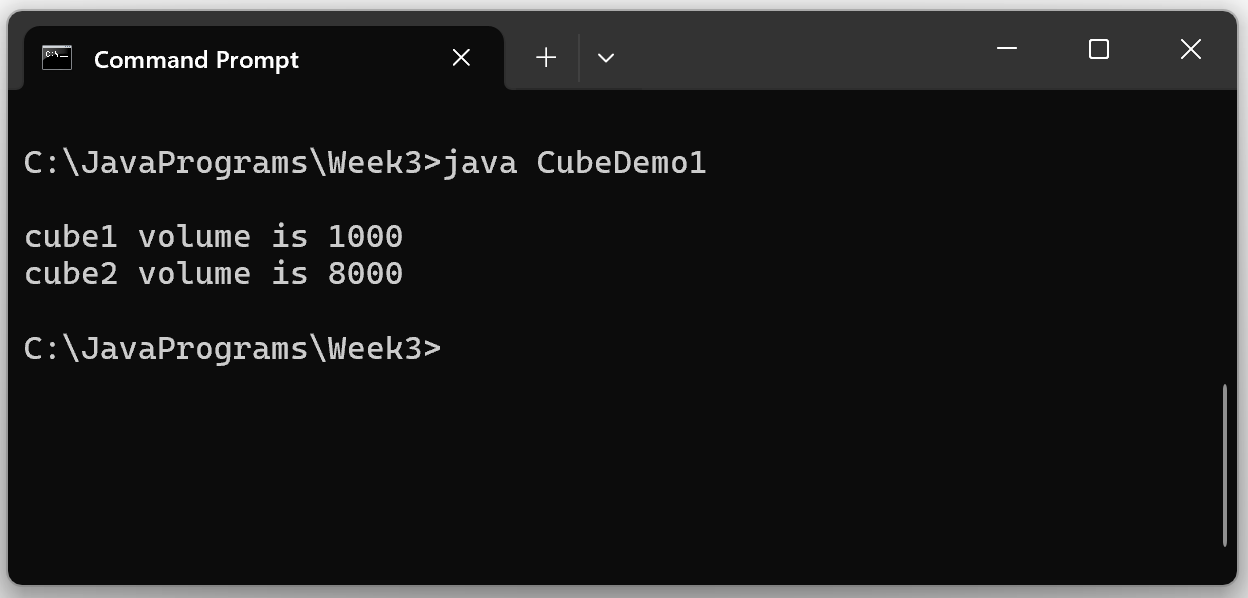 Command Prompt
C:\JavaPrograms\Week3>java CubeDemo1
cube1 volume is 1000
cube2 volume is 8000
C:\JavaPrograms\Week3>